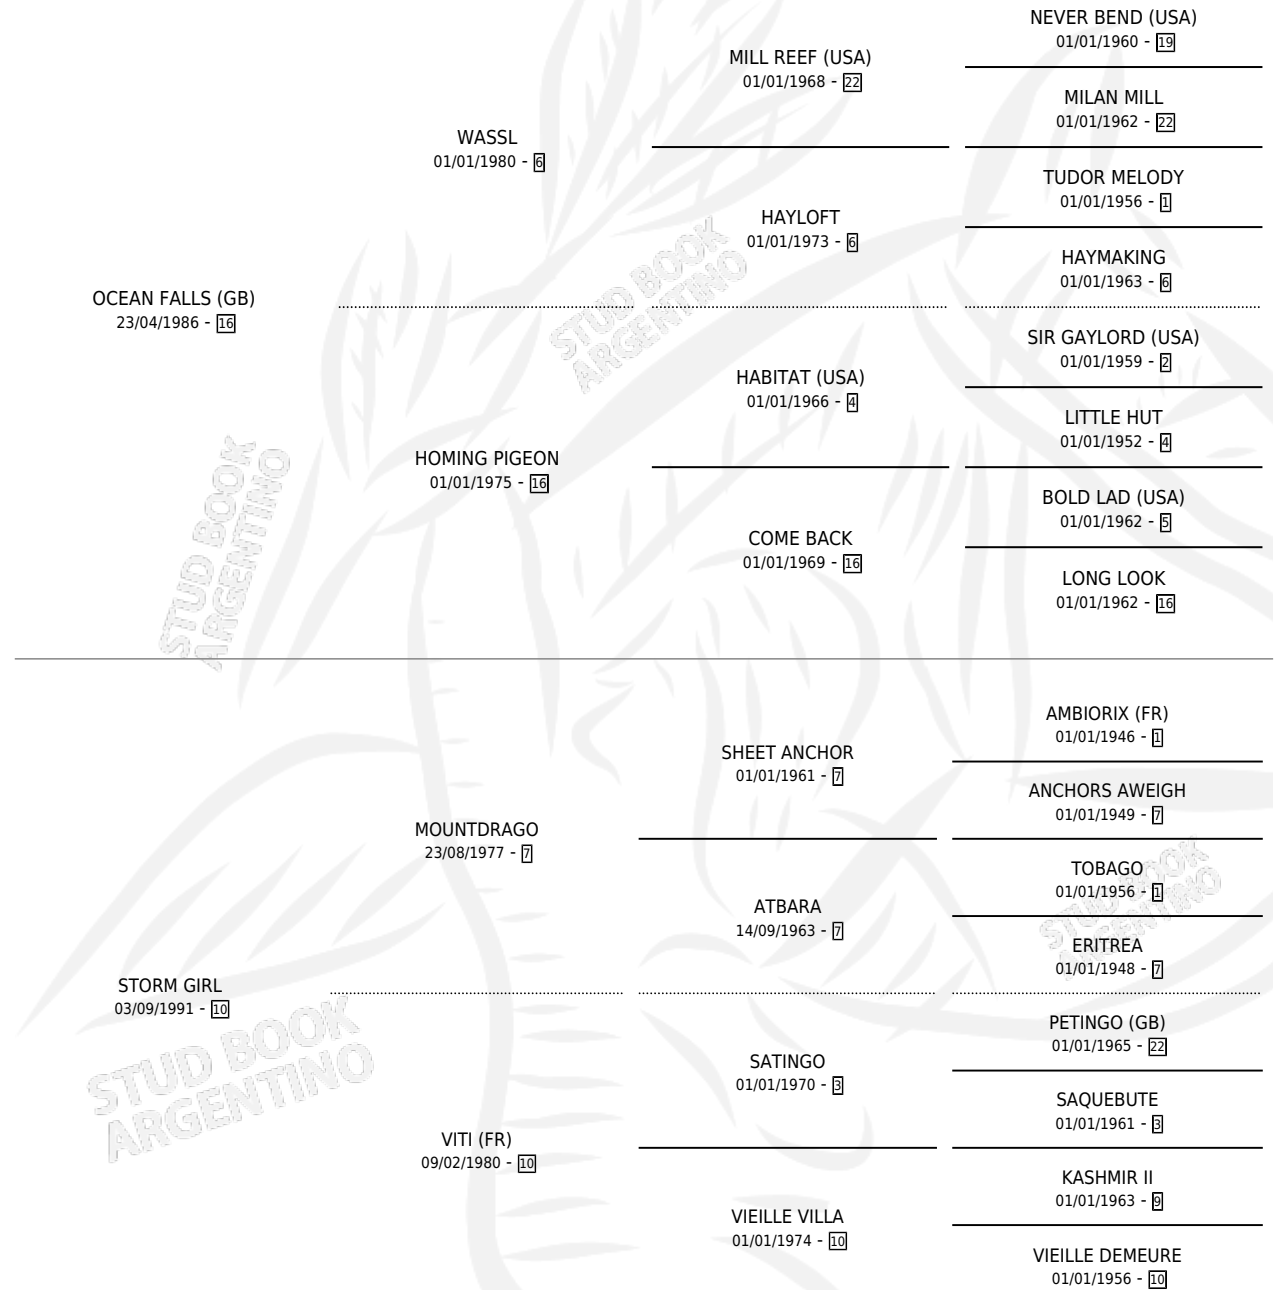 NEVER BEND (USA)
01/01/1960 - 19
MILL REEF (USA)
01/01/1968 - 22
MILAN MILL
01/01/1962 - 22
WASSL
01/01/1980 - 6
TUDOR MELODY
01/01/1956 - 1
HAYLOFT
01/01/1973 - 6
HAYMAKING
01/01/1963 - 6
OCEAN FALLS (GB)
23/04/1986 - 16
STUD BOOK
ARGENTINO
SIR GAYLORD (USA)
01/01/1959 - 2
HABITAT (USA)
01/01/1966 - 4
LITTLE HUT
01/01/1952 - 4
HOMING PIGEON
01/01/1975 - 16
BOLD LAD (USA)
01/01/1962 - 5
COME BACK
01/01/1969 - 16
LONG LOOK
01/01/1962 - 16
STUD BOOK
ARGENTINO
AMBIORIX (FR)
01/01/1946 - 1
SHEET ANCHOR
01/01/1961 - 7
ANCHORS AWEIGH
01/01/1949 - 7
MOUNTDRAGO
23/08/1977 - 7
TOBAGO
01/01/1956 - 1
ATBARA
14/09/1963 - 7
ERITREA
01/01/1948 - 7
STUD BOOK
ARGENTINO
STORM GIRL
03/09/1991 - 10
PETINGO (GB)
01/01/1965 - 22
SATINGO
01/01/1970 - 3
SAQUEBUTE
01/01/1961 - 3
STUD BOOK
ARGENTINO
VITI (FR)
09/02/1980 - 10
KASHMIR II
01/01/1963 - 9
VIEILLE VILLA
01/01/1974 - 10
VIEILLE DEMEURE
01/01/1956 - 10